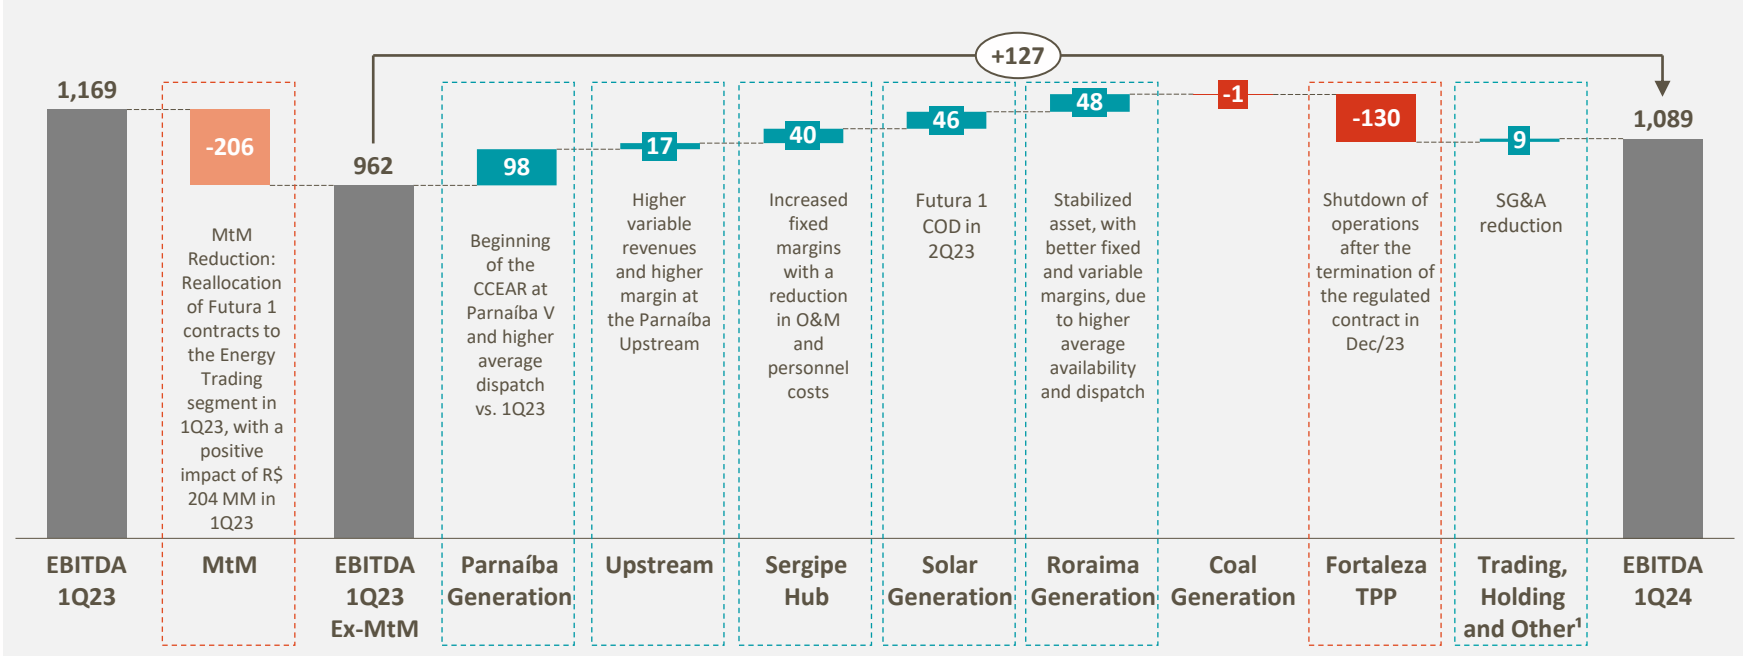 +127
1,169
-206
962
98
17
40
46
48
-1
-130
9
1,089
MtM
Reduction:
Reallocation
of Futura 1
contracts to
the Energy
Trading
segment in
1Q23, with a
positive
impact of R$
204 MM in
1Q23
Beginning
of the
CCEAR at
Parnaíba V
and higher
average
dispatch
vs. 1Q23
Higher
variable
revenues
and higher
margin at
the Parnaíba
Upstream
Increased
fixed
margins
with a
reduction
in O&M
and
personnel
costs
Futura 1
COD in
2Q23
Stabilized
asset, with
better fixed
and variable
margins, due
to higher
average
availability
and dispatch
Shutdown of
operations
after the
termination of
the regulated
contract in
Dec/23
SG&A
reduction
EBITDA
1Q23
MtM
EBITDA
1Q23
Ex-MtM
Parnaíba
Generation
Upstream
Sergipe
Hub
Solar
Generation
Roraima
Generation
Coal
Generation
Fortaleza
TPP
Trading,
Holding
and Other¹
EBITDA
1Q24